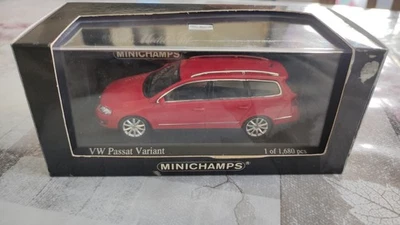 MINICHAMPS
VW Passat Variant
1 of 1,680 pcs.
MINICHAMPS